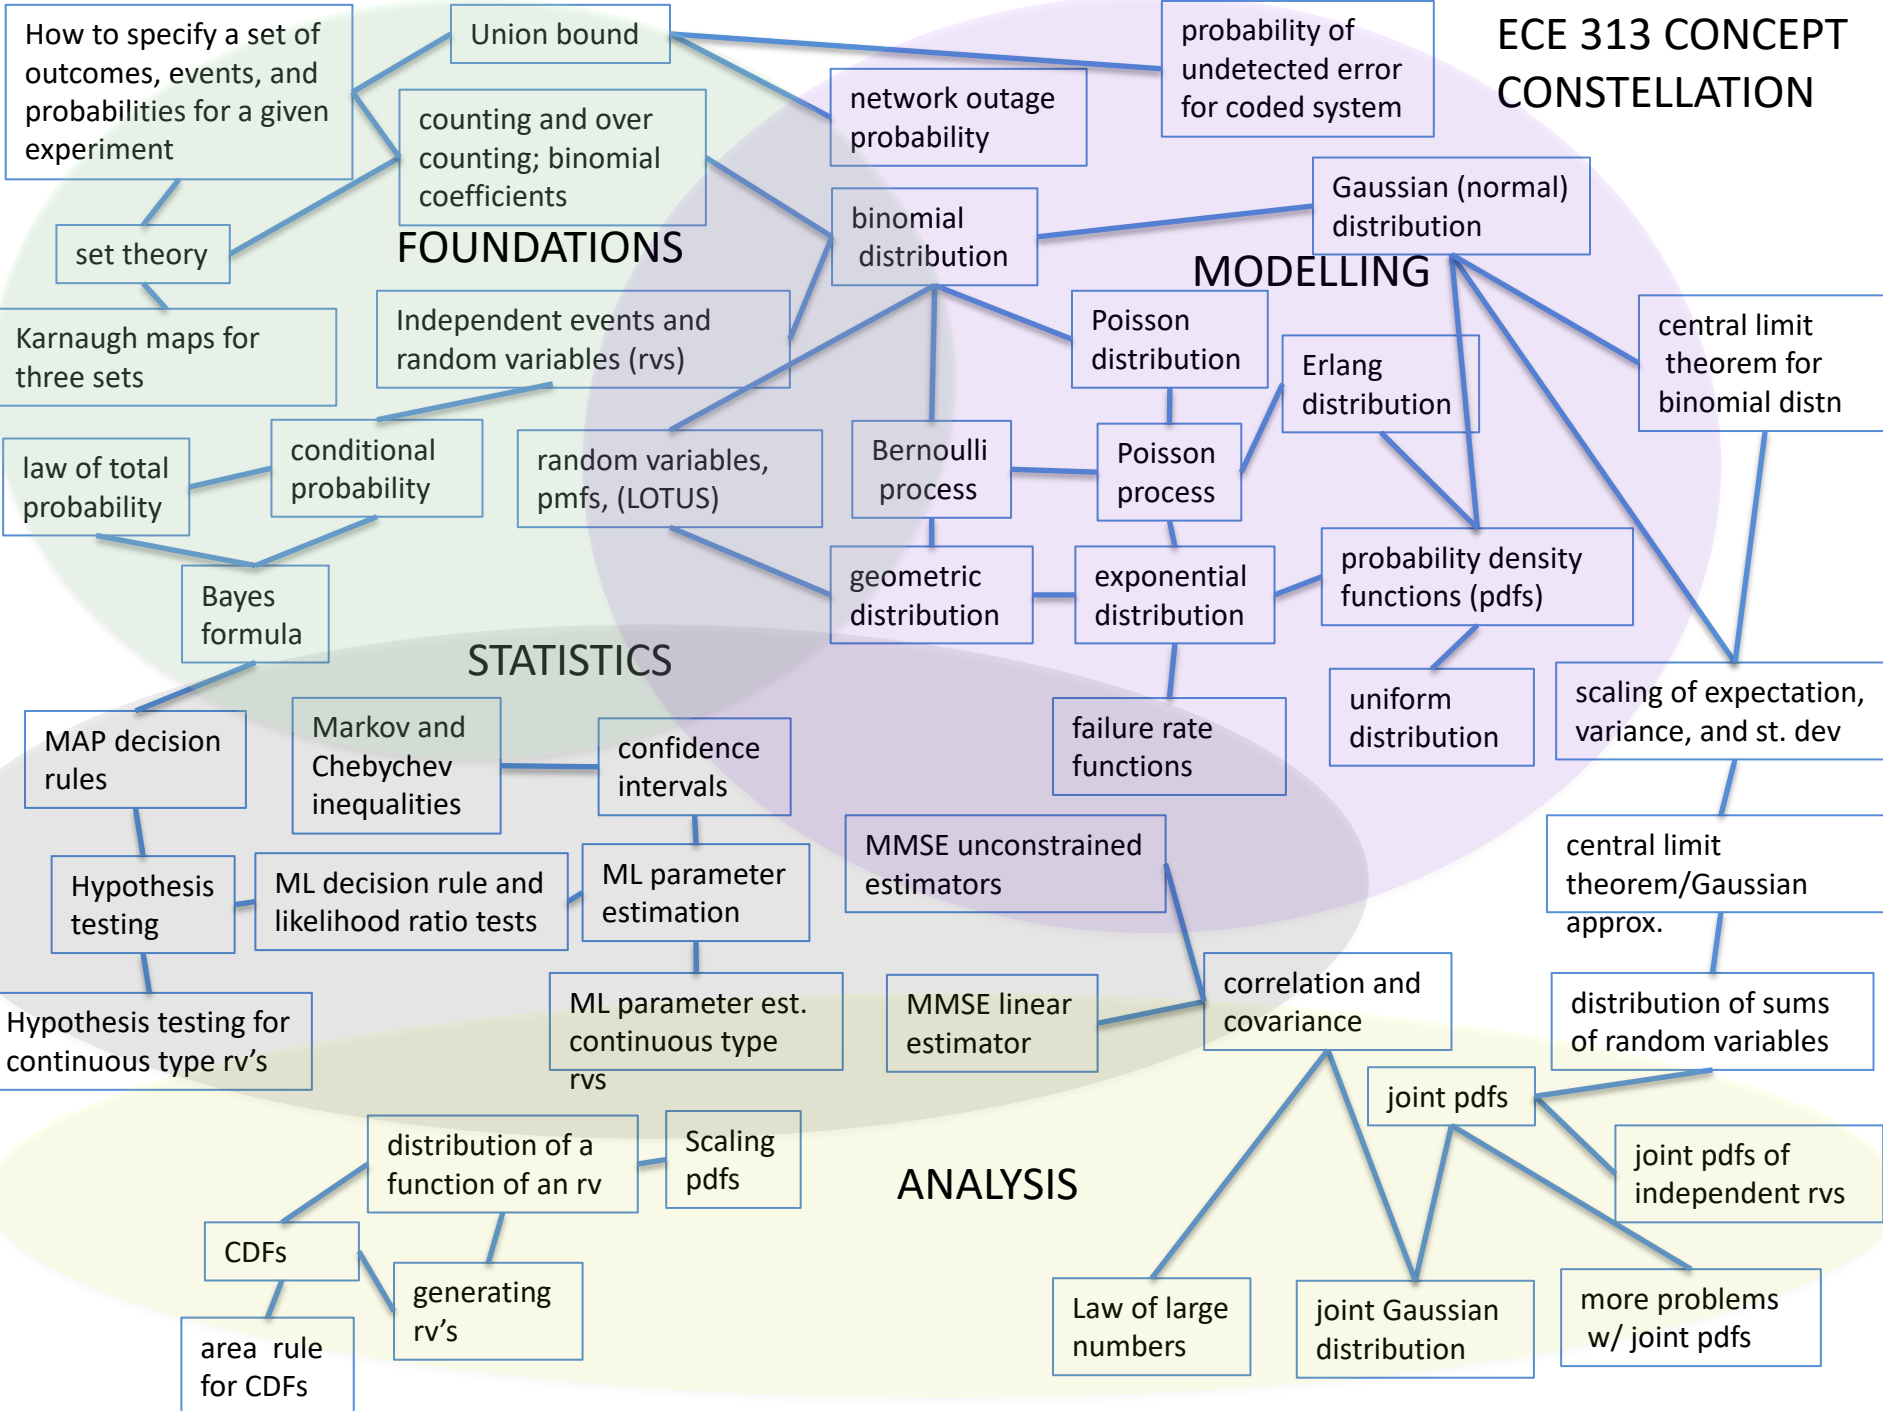 How to specify a set of
outcomes, events, and
probabilities for a given
experiment
Union bound
probability of
undetected error
for coded system
ECE 313 CONCEPT
CONSTELLATION
network outage
probability
counting and over
counting; binomial
coefficients
Gaussian (normal)
distribution
binomial
distribution
set theory
FOUNDATIONS
MODELLING
Karnaugh maps for
three sets
Independent events and
random variables (rvs)
Poisson
distribution
Erlang
distribution
central limit
theorem for
binomial distn
law of total
probability
conditional
probability
random variables,
pmfs, (LOTUS)
Bernoulli
process
Poisson
process
Bayes
formula
geometric
distribution
exponential
distribution
probability density
functions (pdfs)
STATISTICS
MAP decision
rules
Markov and
Chebychev
inequalities
confidence
intervals
failure rate
functions
uniform
distribution
scaling of expectation,
variance, and st. dev
Hypothesis
testing
ML decision rule and
likelihood ratio tests
ML parameter
estimation
MMSE unconstrained
estimators
central limit
theorem/Gaussian
approx.
Hypothesis testing for
continuous type rv’s
ML parameter est.
continuous type
rvs
MMSE linear
estimator
correlation and
covariance
distribution of sums
of random variables
joint pdfs
distribution of a
function of an rv
Scaling
pdfs
ANALYSIS
joint pdfs of
independent rvs
CDFs
generating
rv’s
area rule
for CDFs
Law of large
numbers
joint Gaussian
distribution
more problems
w/ joint pdfs